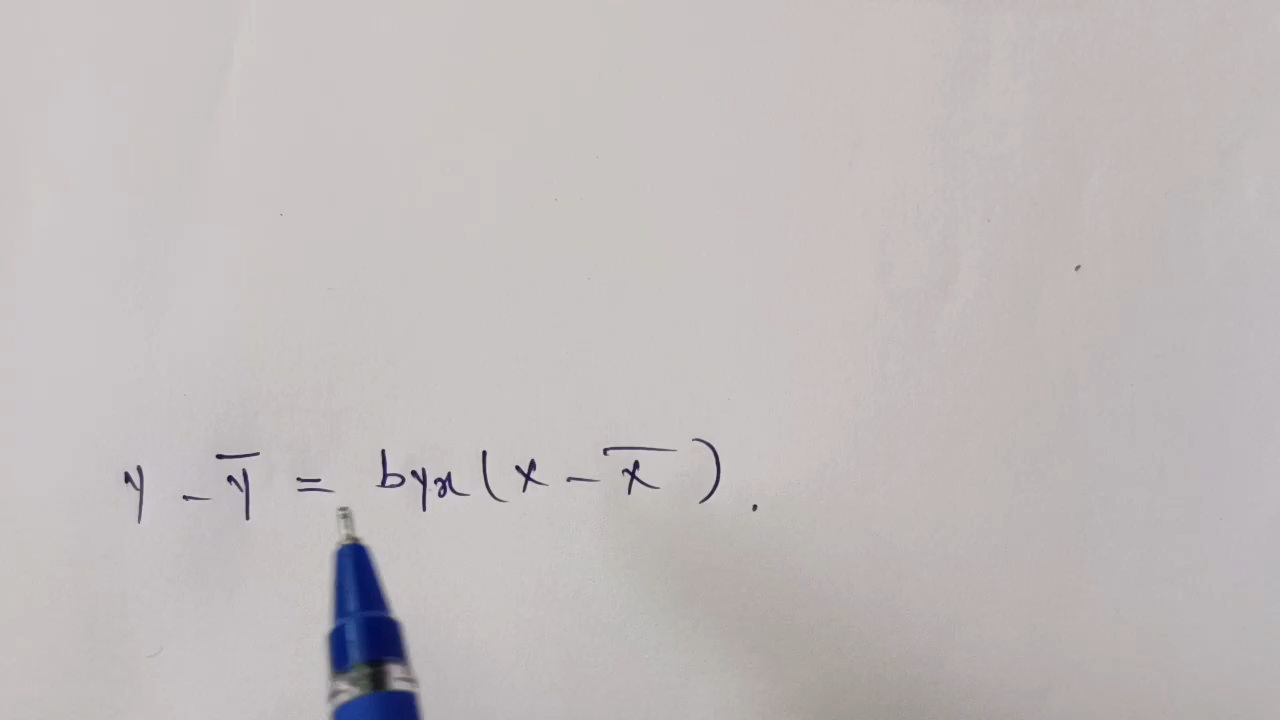 y - y̅ = byx (x - x̅) .